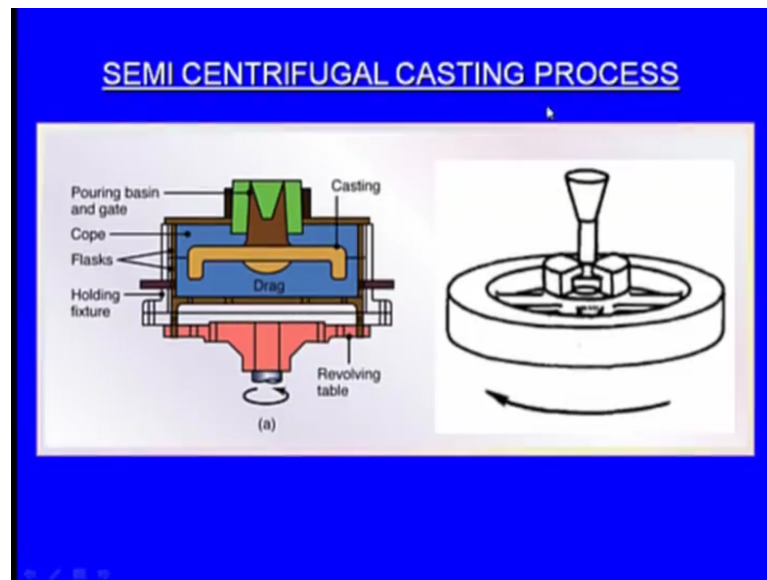 SEMI CENTRIFUGAL CASTING PROCESS
Pouring basin
and gate
Casting
Cope
Flasks
Drag
Holding
fixture
Revolving
table
(a)